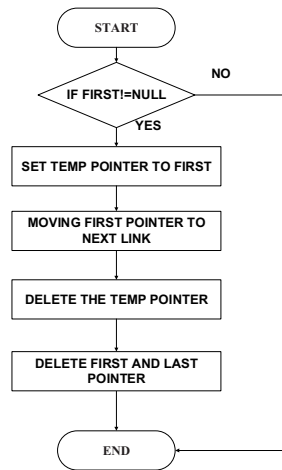 START
IF FIRST!=NULL
NO
YES
SET TEMP POINTER TO FIRST
MOVING FIRST POINTER TO
NEXT LINK
DELETE THE TEMP POINTER
DELETE FIRST AND LAST
POINTER
END